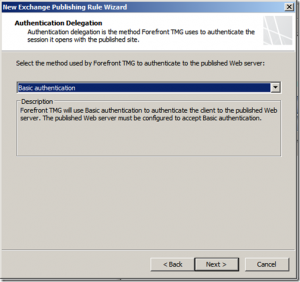 New Exchange Publishing Rule Wizard
Authentication Delegation
Authentication delegation is the method Forefront TMG uses to authenticate the
session it opens with the published site.
Select the method used by Forefront TMG to authenticate to the published Web server:
Basic authentication
Description
Forefront TMG will use Basic authentication to authenticate the client to the published Web
server. The published Web server must be configured to accept Basic authentication.
< Back
Next >
Cancel